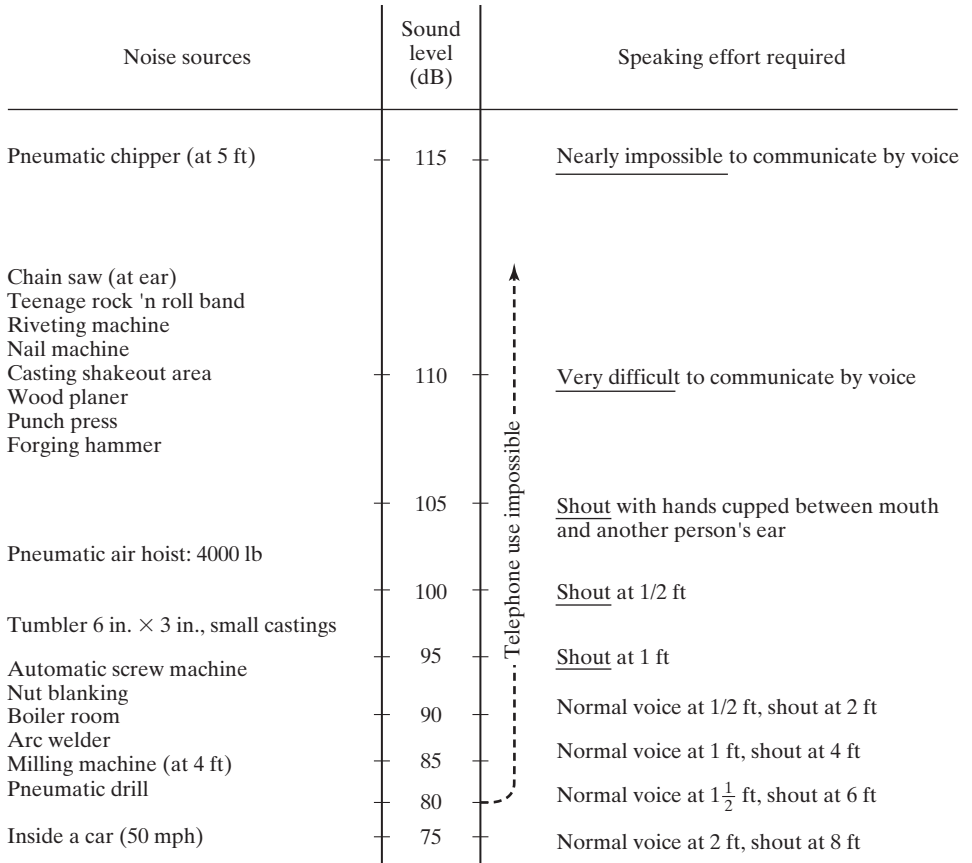 Noise sources
Sound
level
(dB)
Speaking effort required
Pneumatic chipper (at 5 ft)
115
Nearly impossible to communicate by voice
Chain saw (at ear)
Teenage rock 'n roll band
Riveting machine
Nail machine
Casting shakeout area
Wood planer
Punch press
Forging hammer
110
Very difficult to communicate by voice
Telephone use impossible
105
Shout with hands cupped between mouth
and another person's ear
Pneumatic air hoist: 4000 lb
100
Shout at 1/2 ft
Tumbler 6 in. × 3 in., small castings
95
Shout at 1 ft
Automatic screw machine
Nut blanking
Boiler room
Arc welder
Milling machine (at 4 ft)
Pneumatic drill
90
Normal voice at 1/2 ft, shout at 2 ft
85
Normal voice at 1 ft, shout at 4 ft
80
Normal voice at 1 1/2 ft, shout at 6 ft
Inside a car (50 mph)
75
Normal voice at 2 ft, shout at 8 ft